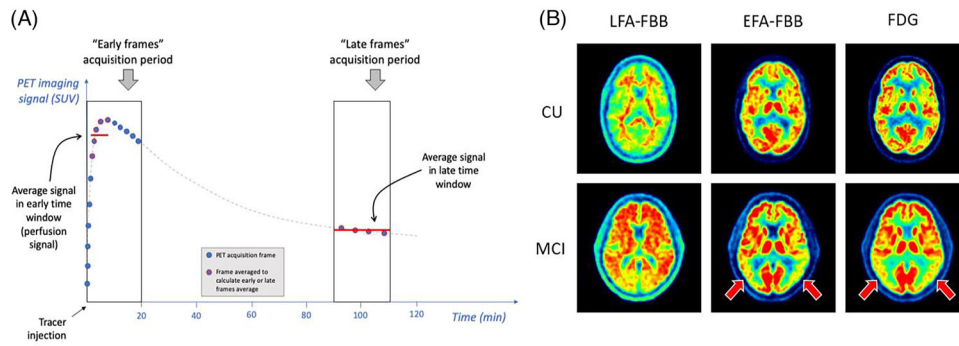 (A)
"Early frames"
acquisition period
"Late frames"
acquisition period
PET imaging
signal (SUV)
Average signal
in early time
window
(perfusion
signal)
Average signal
in late time
window
PET acquisition frame
Frame averaged to
calculate early or late
frames average
Tracer
injection
20
40
60
80
100
120
Time (min)
(B)
LFA-FBB
EFA-FBB
FDG
CU
MCI